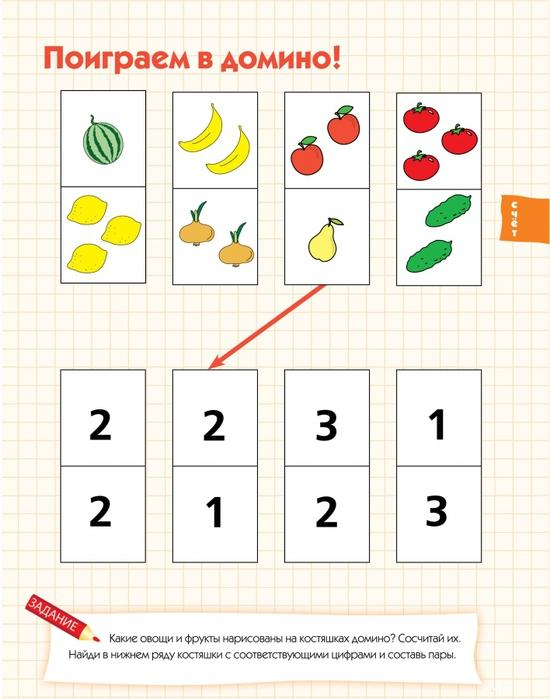 Поиграем в домино!
счёт
2 2 3 1
2 1 2 3
ЗАДАНИЕ
Какие овощи и фрукты нарисованы на костяшках домино? Сосчитай их.
Найди в нижнем ряду костяшки с соответствующими цифрами и составь пары.